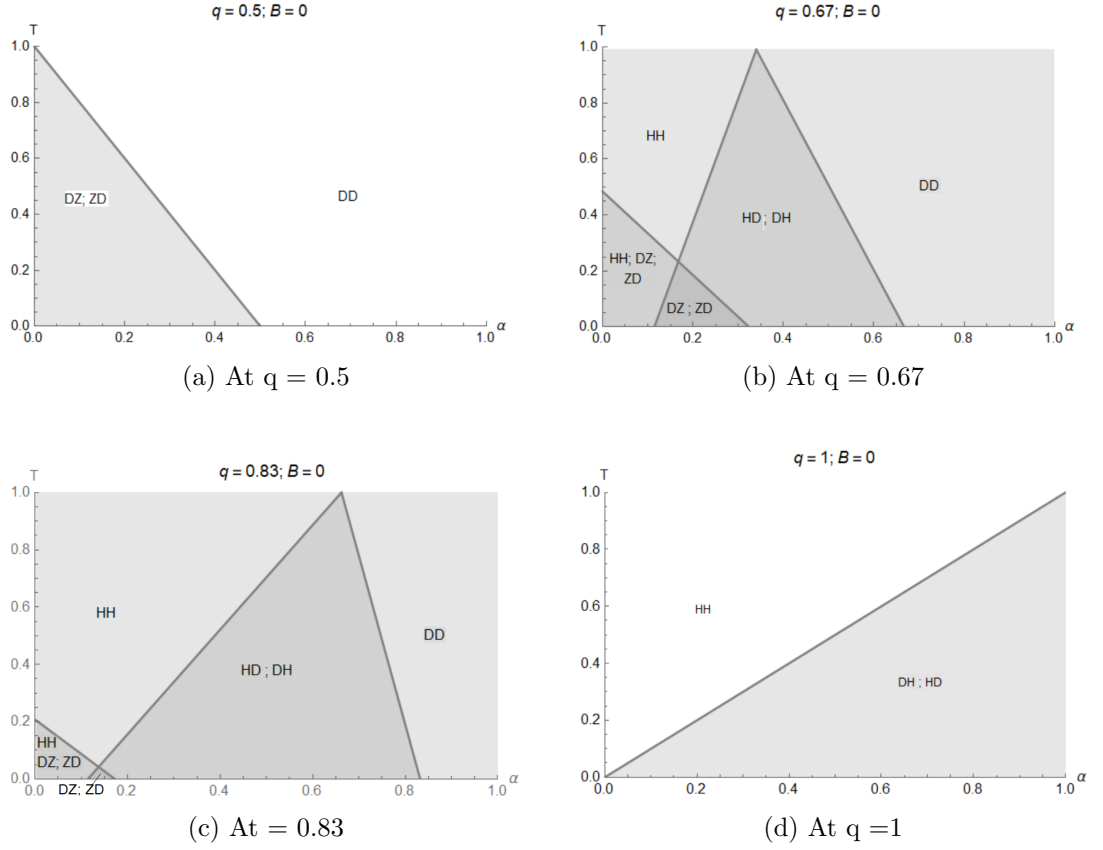 q = 0.5; B = 0
T
1.0
0.8
0.6
0.4
0.2
0.0
DZ; ZD
DD
0.0 0.2 0.4 0.6 0.8 1.0 α
(a) At q = 0.5
q = 0.67; B = 0
T
1.0
0.8
0.6
0.4
0.2
0.0
HH
HD ; DH
DD
HH; DZ;
ZD
DZ ; ZD
0.0 0.2 0.4 0.6 0.8 1.0 α
(b) At q = 0.67
q = 0.83; B = 0
T
1.0
0.8
0.6
0.4
0.2
0.0
HH
HD ; DH
DD
HH
DZ; ZD
DZ; ZD
0.0 0.2 0.4 0.6 0.8 1.0 α
(c) At = 0.83
q = 1; B = 0
T
1.0
0.8
0.6
0.4
0.2
0.0
HH
DH ; HD
0.0 0.2 0.4 0.6 0.8 1.0 α
(d) At q =1